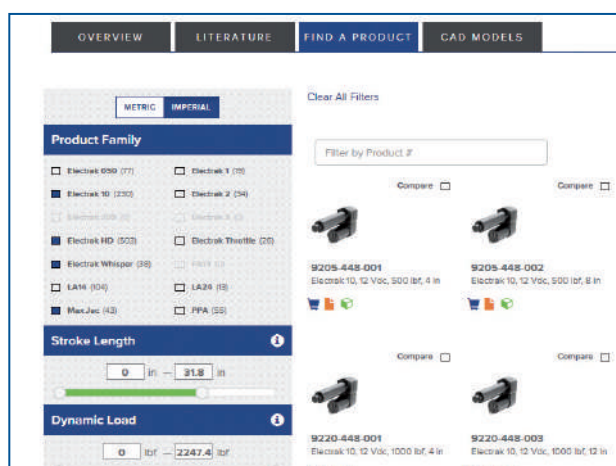 OVERVIEW LITERATURE FIND A PRODUCT CAD MODELS
METRIC IMPERIAL
Product Family
Electrak 050 (77) Electrak 1 (19)
Electrak 10 (230) Electrak 2 (54)
Electrak HD (503) Electrak Throttle (26)
Electrak Whisper (38)
LA14 (104) LA24 (13)
Max Jac (43) PPA (55)
Stroke Length
0 in – 31.8 in
Dynamic Load
0 lbf – 2247.4 lbf
Clear All Filters
Filter by Product #
Compare Compare
9205-448-001 9205-448-002
Electrak 10, 12 Vdc, 500 lbf, 4 in Electrak 10, 12 Vdc, 500 lbf, 8 in
Compare Compare
9220-448-001 9220-448-003
Electrak 10, 12 Vdc, 1000 lbf, 4 in Electrak 10, 12 Vdc, 1000 lbf, 12 in